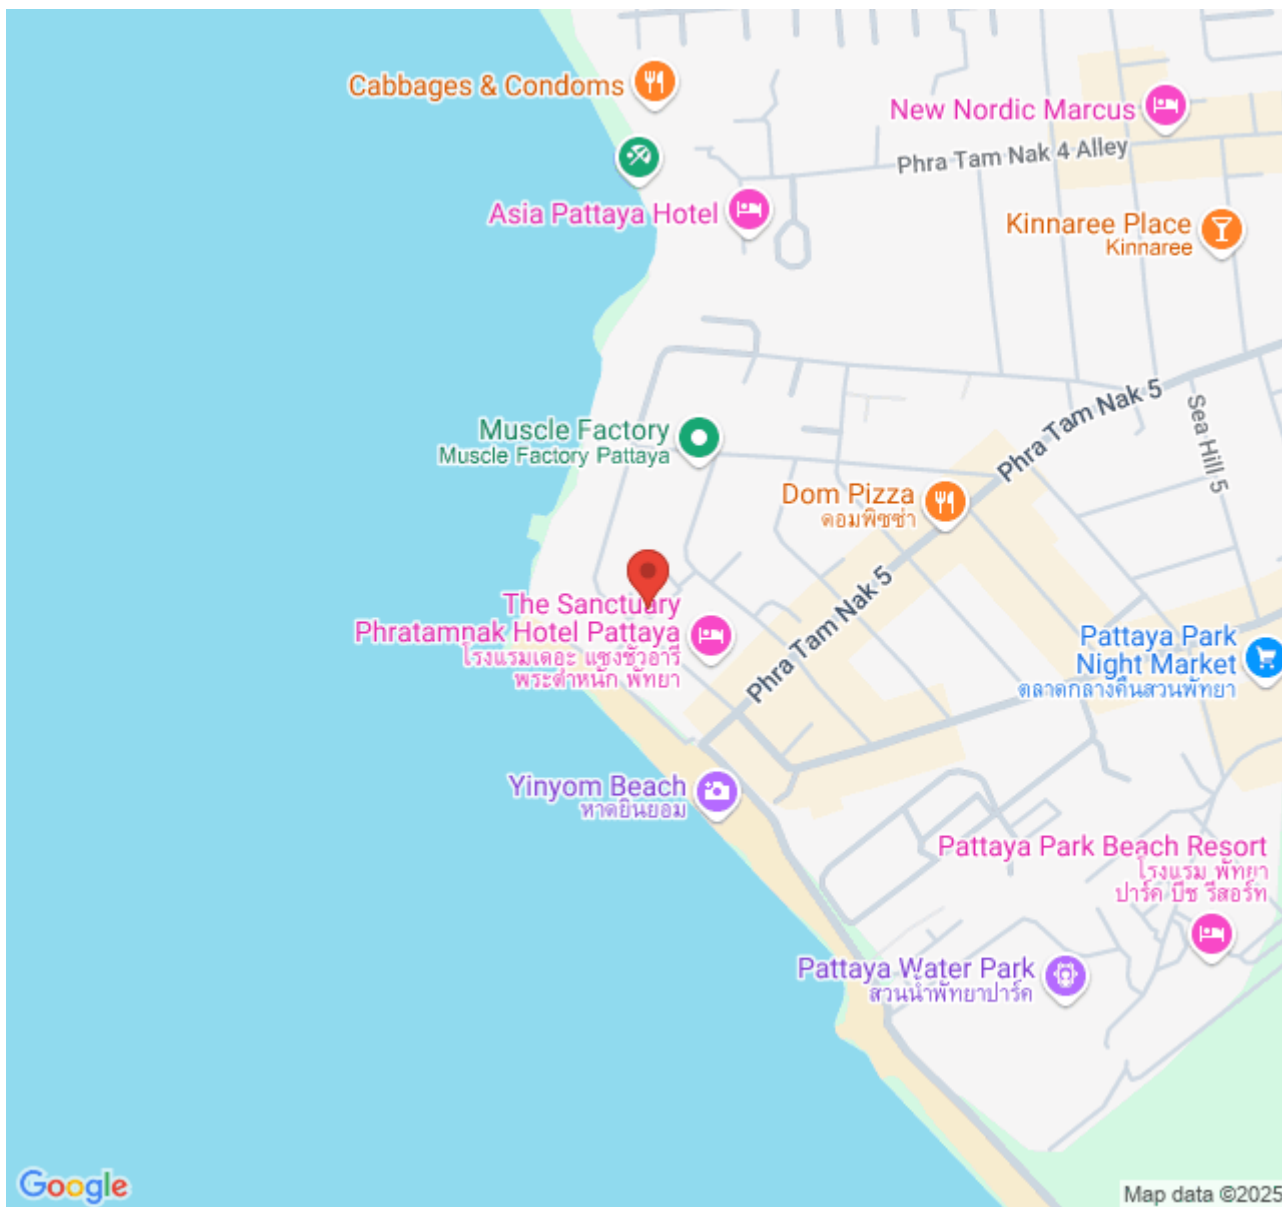 Cabbages & Condoms
New Nordic Marcus
Phra Tam Nak 4 Alley
Asia Pattaya Hotel
Kinnaree Place
Kinnaree
Phra Tam Nak 5
Sea Hill 5
Muscle Factory
Muscle Factory Pattaya
Dom Pizza
ดอมพิซซ่า
The Sanctuary
Phratamnak Hotel Pattaya
โรงแรมเดอะ แซงชัวอารี
พระตำหนัก พัทยา
Phra Tam Nak 5
Pattaya Park
Night Market
ตลาดกลางคืนสวนพัทยา
Yinyom Beach
หาดยินยอม
Pattaya Park Beach Resort
โรงแรม พัทยา
ปาร์ค บีช รีสอร์ท
Pattaya Water Park
สวนน้ำพัทยาปาร์ค
Google
Map data ©2025